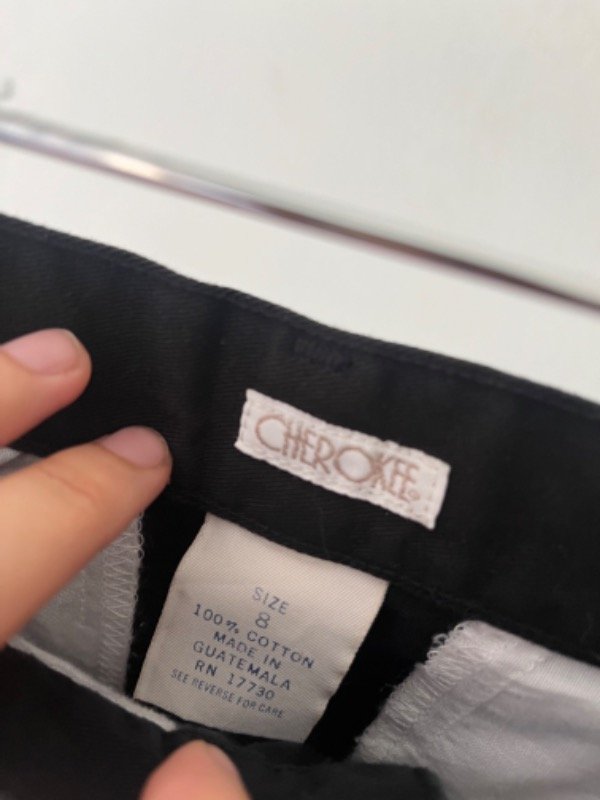 CHEROKEE®
SIZE
8
100% COTTON
MADE IN
GUATEMALA
RN 17730
SEE REVERSE FOR CARE